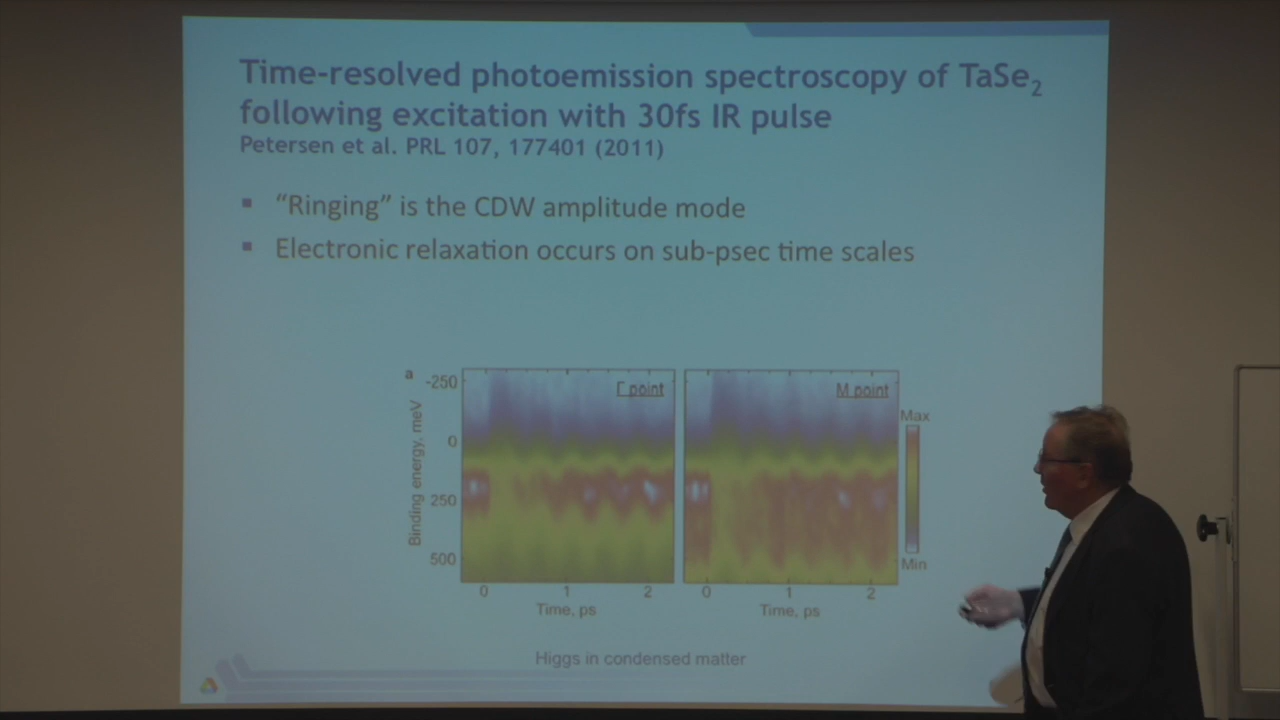 Time-resolved photoemission spectroscopy of TaSe2
following excitation with 30fs IR pulse
Petersen et al. PRL 107, 177401 (2011)
▪ “Ringing” is the CDW amplitude mode
▪ Electronic relaxation occurs on sub-psec time scales
a
-250
0
250
500
Binding energy, meV
Γ point
M point
Max
Min
0 1 2
0 1 2
Time, ps
Time, ps
Higgs in condensed matter